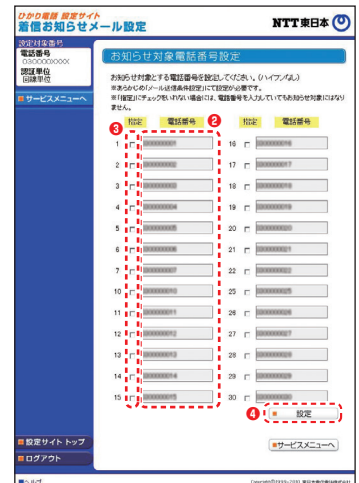 ひかり電話 設定サイト
着信お知らせメール設定
NTT東日本
設定対象番号
電話番号
0300000XXXX
認証単位
回線単位
サービスメニューへ
お知らせ対象電話番号設定
お知らせ対象とする電話番号を設定してください。(ハイフンなし)
※あらかじめ「メール送信条件設定」にて設定が必要です。
※「指定」にチェックをいれない場合には、電話番号を入力していてもお知らせ対象にはなりません。
3 指定 電話番号 2 指定 電話番号
1 16
2 17
3 18
4 19
5 20
6 21
7 22
10 25
11 26
12 27
13 28
14 29
15 30
4 設定
設定サイトトップ
サービスメニューへ
ログアウト
ヘルプ